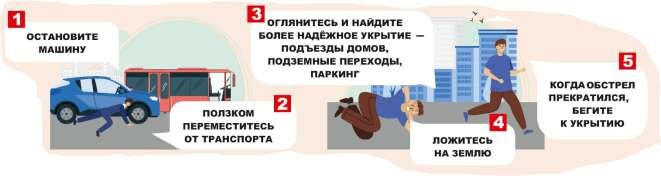 1
ОСТАНОВИТЕ
МАШИНУ
2
ПОЛЗКОМ
ПЕРЕМЕСТИТЕСЬ
ОТ ТРАНСПОРТА
3
ОГЛЯНИТЕСЬ И НАЙДИТЕ
БОЛЕЕ НАДЁЖНОЕ УКРЫТИЕ —
ПОДЪЕЗДЫ ДОМОВ,
ПОДЗЕМНЫЕ ПЕРЕХОДЫ,
ПАРКИНГ
4
ЛОЖИТЕСЬ
НА ЗЕМЛЮ
5
КОГДА ОБСТРЕЛ
ПРЕКРАТИЛСЯ,
БЕГИТЕ
К УКРЫТИЮ